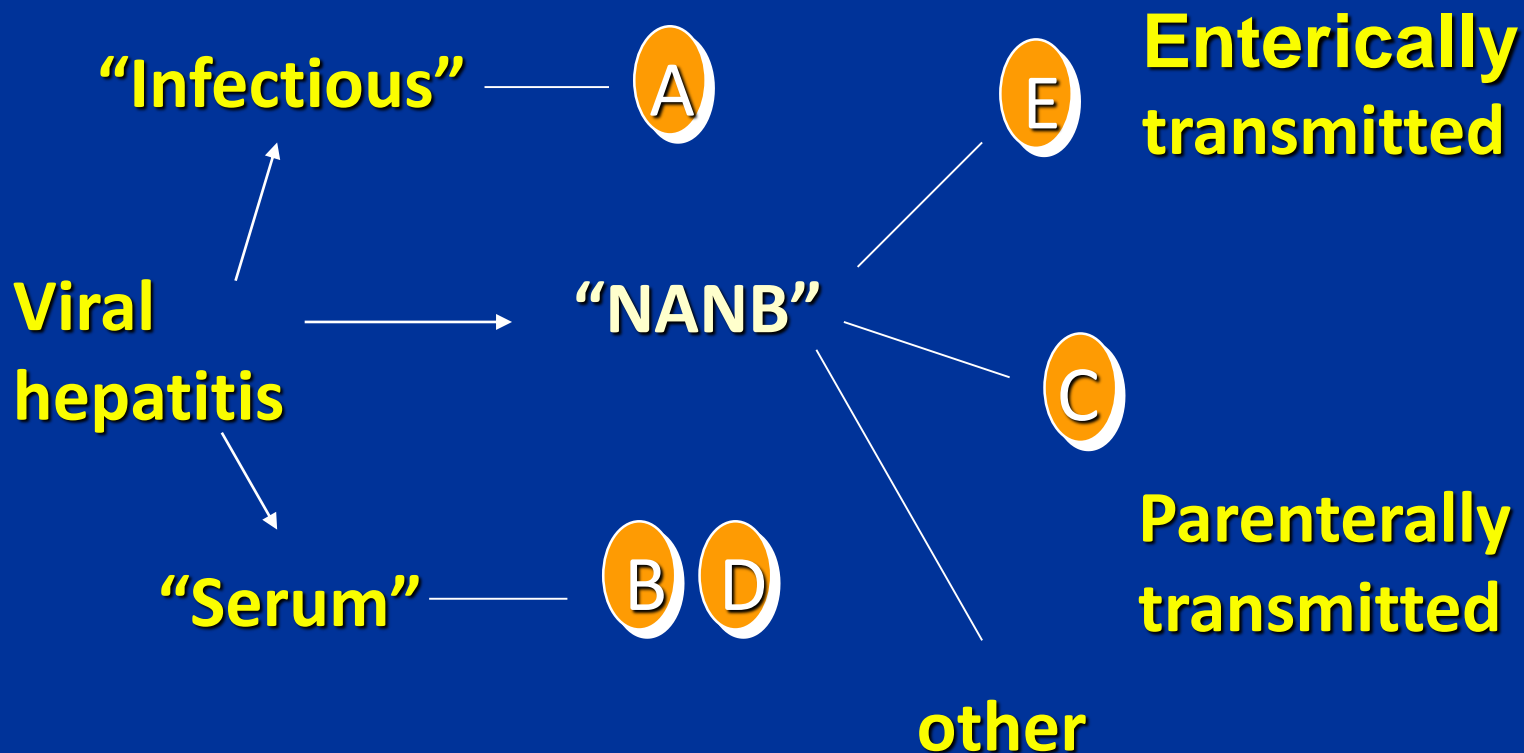 “Infectious”
A
E
Enterically
transmitted
Viral
hepatitis
“NANB”
C
“Serum”
B
D
Parenterally
transmitted
other